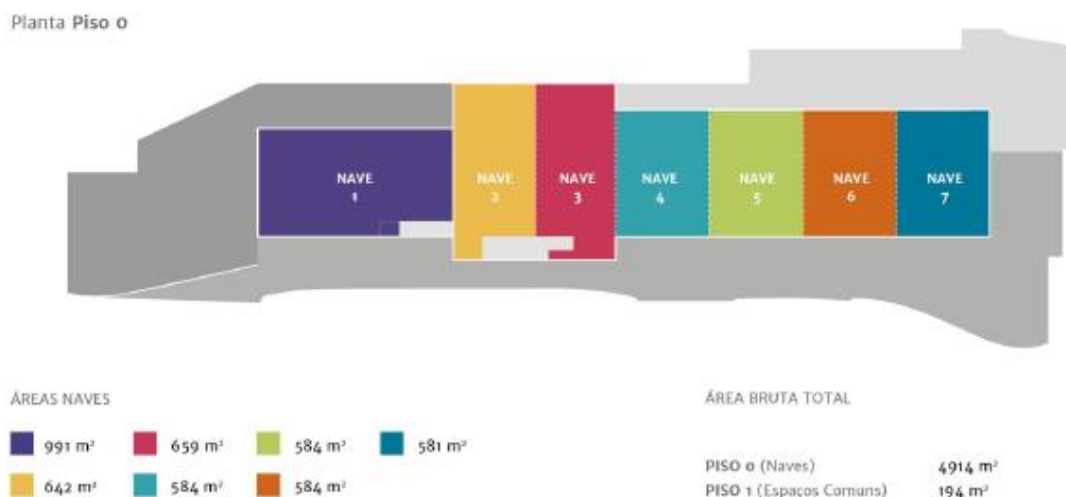 Planta Piso 0
NAVE
1
NAVE
2
NAVE
3
NAVE
4
NAVE
5
NAVE
6
NAVE
7
ÁREAS NAVES
ÁREA BRUTA TOTAL
991 m²
659 m²
584 m²
581 m²
642 m²
584 m²
584 m²
PISO 0 (Naves) 4914 m²
PISO 1 (Espaços Comuns) 194 m²